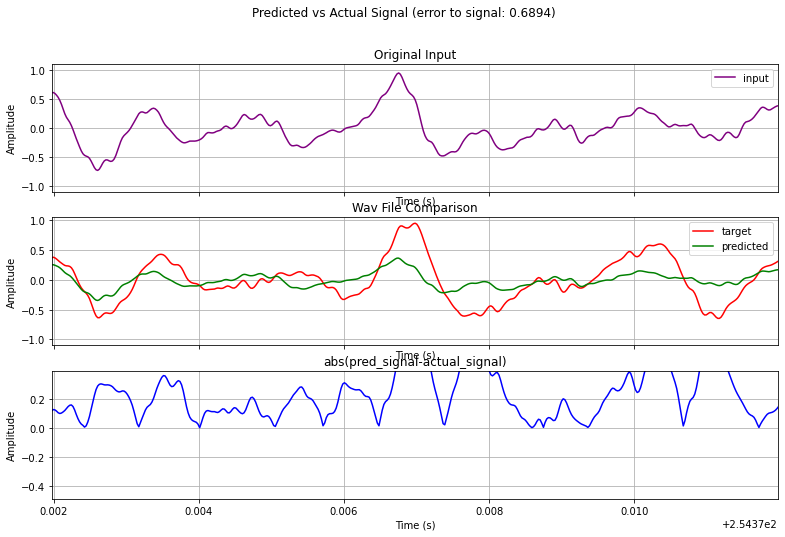 Predicted vs Actual Signal (error to signal: 0.6894)
Original Input
1.0
0.5
0.0
−0.5
−1.0
Amplitude
input
Time (s)
Wav File Comparison
1.0
0.5
0.0
−0.5
−1.0
Amplitude
target
predicted
Time (s)
abs(pred_signal-actual_signal)
0.2
0.0
−0.2
−0.4
Amplitude
0.002
0.004
0.006
0.008
0.010
Time (s)
+2.5437e2